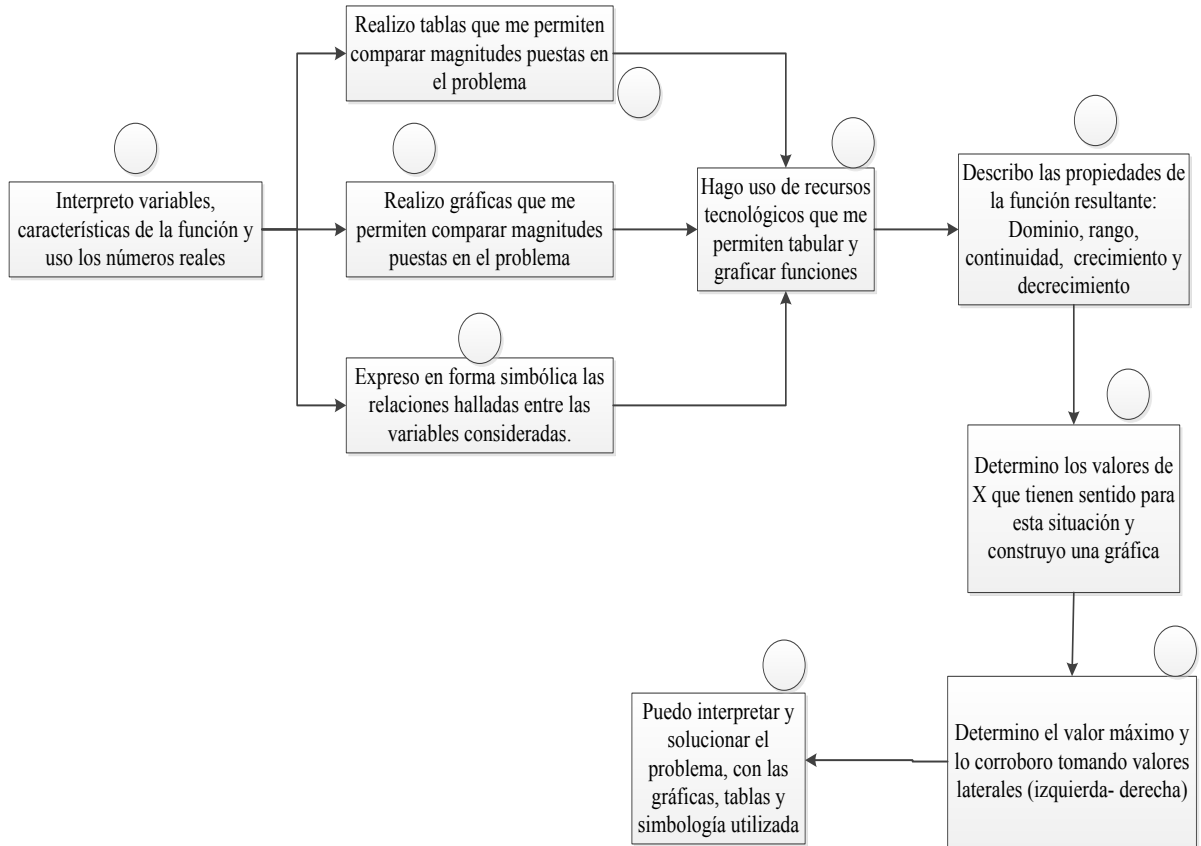 Realizo tablas que me permiten
comparar magnitudes puestas en
el problema
Interpreto variables,
características de la función y
uso los números reales
Realizo gráficas que me
permiten comparar magnitudes
puestas en el problema
Expreso en forma simbólica las
relaciones halladas entre las
variables consideradas.
Hago uso de recursos
tecnológicos que me
permiten tabular y
graficar funciones
Describo las propiedades de
la función resultante:
Dominio, rango,
continuidad, crecimiento y
decrecimiento
Determino los valores de
X que tienen sentido para
esta situación y
construyo una gráfica
Determino el valor máximo y
lo corroboro tomando valores
laterales (izquierda- derecha)
Puedo interpretar y
solucionar el
problema, con las
gráficas, tablas y
simbología utilizada